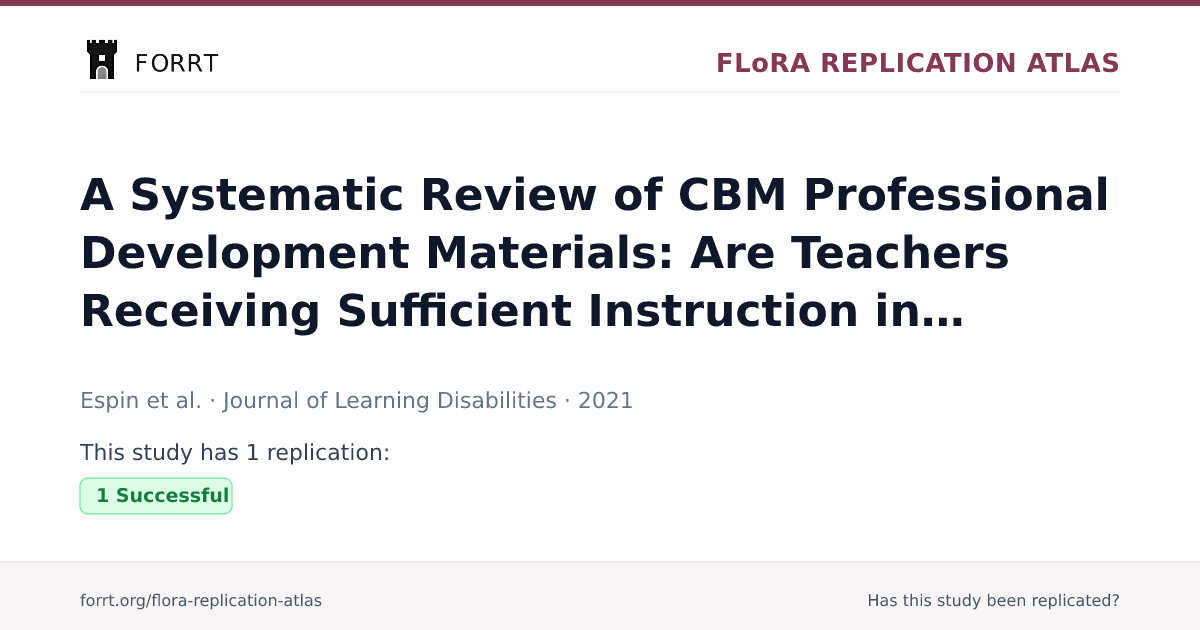 FORRT
FLoRA REPLICATION ATLAS
A Systematic Review of CBM Professional
Development Materials: Are Teachers
Receiving Sufficient Instruction in…
Espin et al. · Journal of Learning Disabilities · 2021
This study has 1 replication:
1 Successful
forrt.org/flora-replication-atlas
Has this study been replicated?